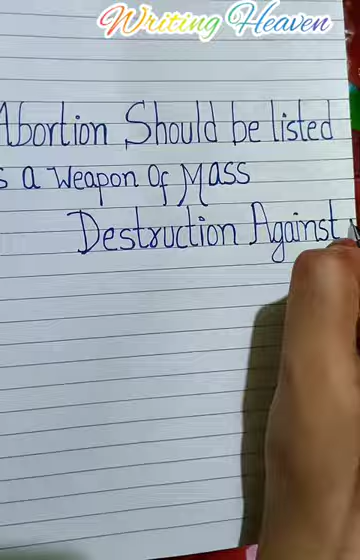 Writing Heaven
Abortion Should be listed
s a Weapon Of Mass
Destruction Against